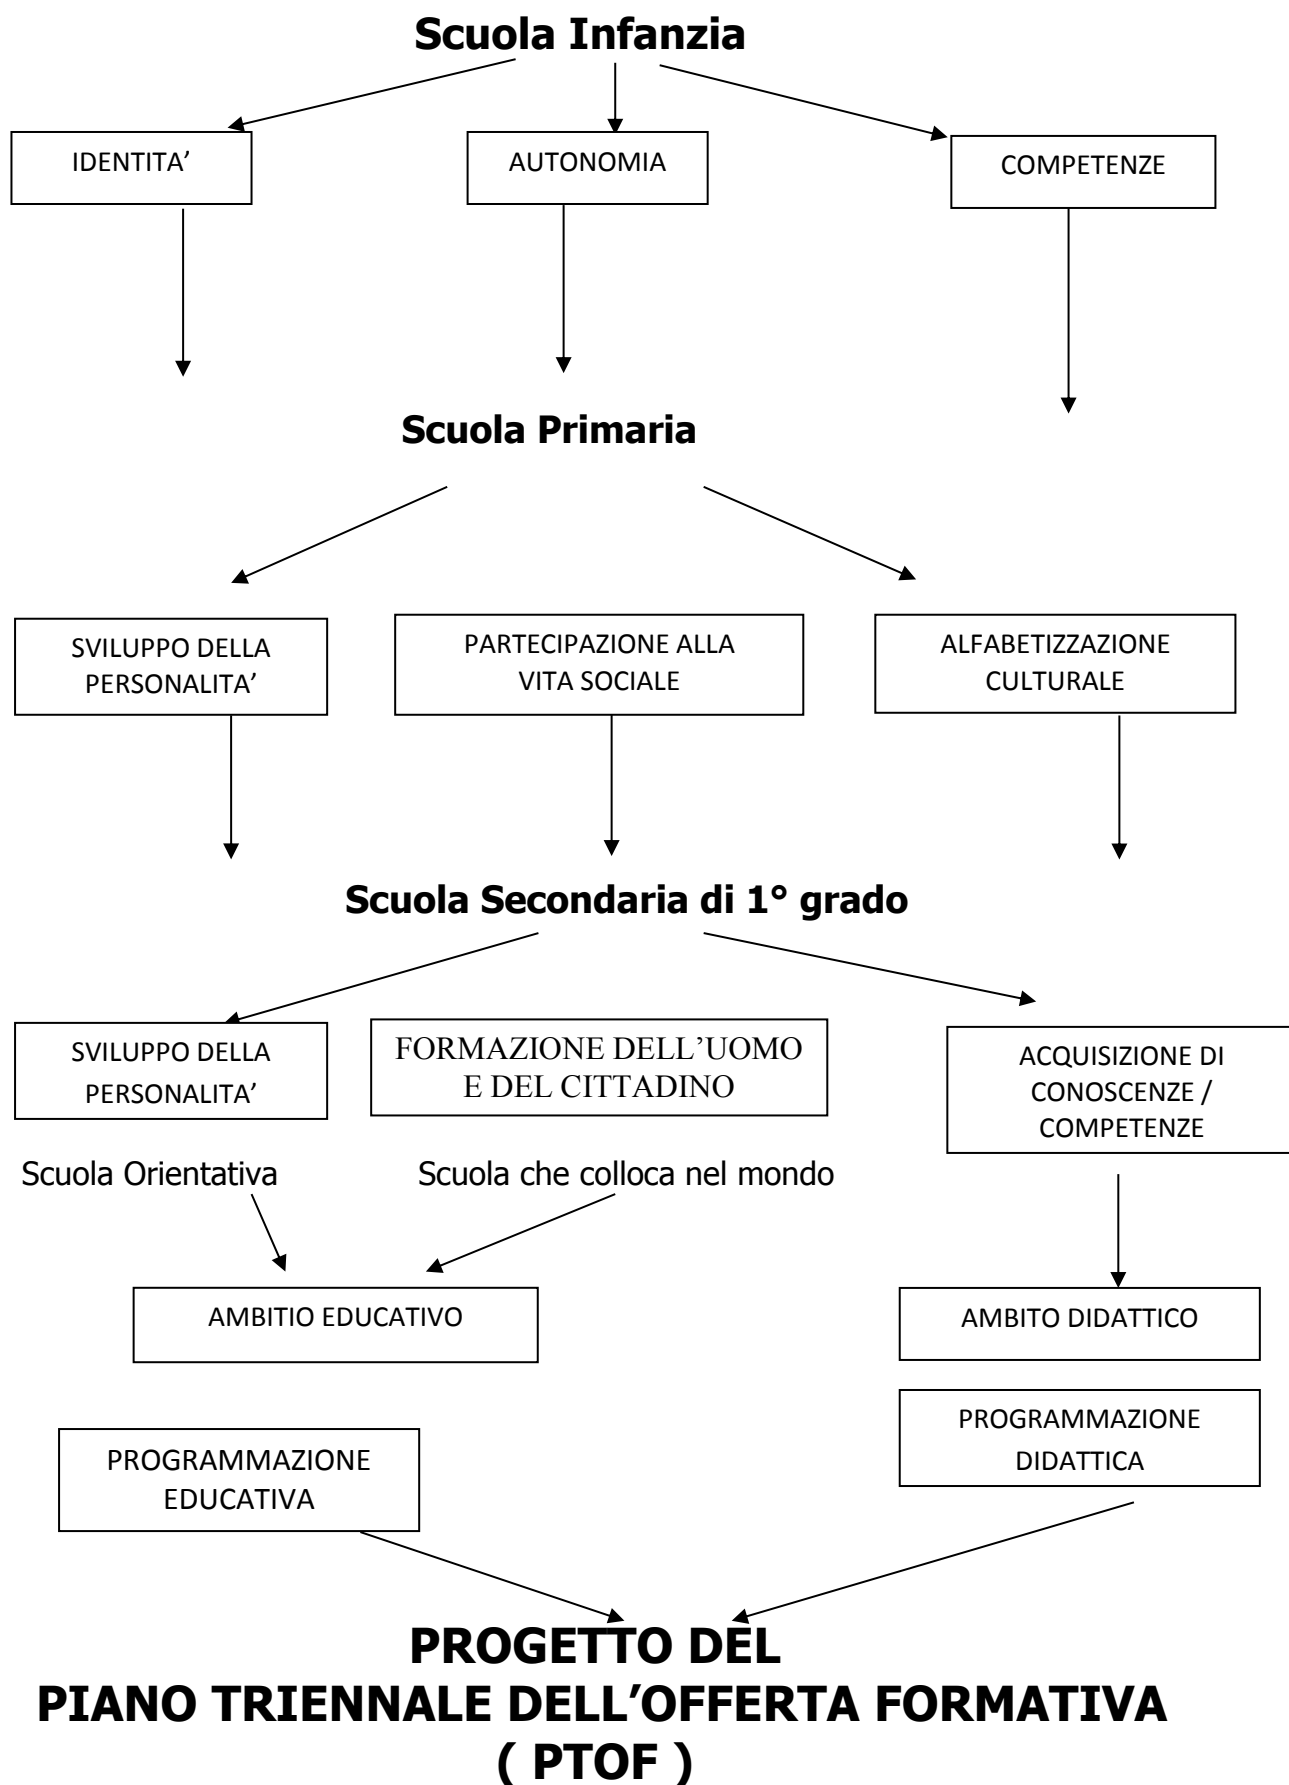 Scuola Infanzia
IDENTITA’
AUTONOMIA
COMPETENZE
Scuola Primaria
SVILUPPO DELLA
PERSONALITA’
PARTECIPAZIONE ALLA
VITA SOCIALE
ALFABETIZZAZIONE
CULTURALE
Scuola Secondaria di 1° grado
SVILUPPO DELLA
PERSONALITA’
FORMAZIONE DELL’UOMO
E DEL CITTADINO
ACQUISIZIONE DI
CONOSCENZE /
COMPETENZE
Scuola Orientativa
Scuola che colloca nel mondo
AMBITIO EDUCATIVO
AMBITO DIDATTICO
PROGRAMMAZIONE
EDUCATIVA
PROGRAMMAZIONE
DIDATTICA
PROGETTO DEL
PIANO TRIENNALE DELL’OFFERTA FORMATIVA
( PTOF )